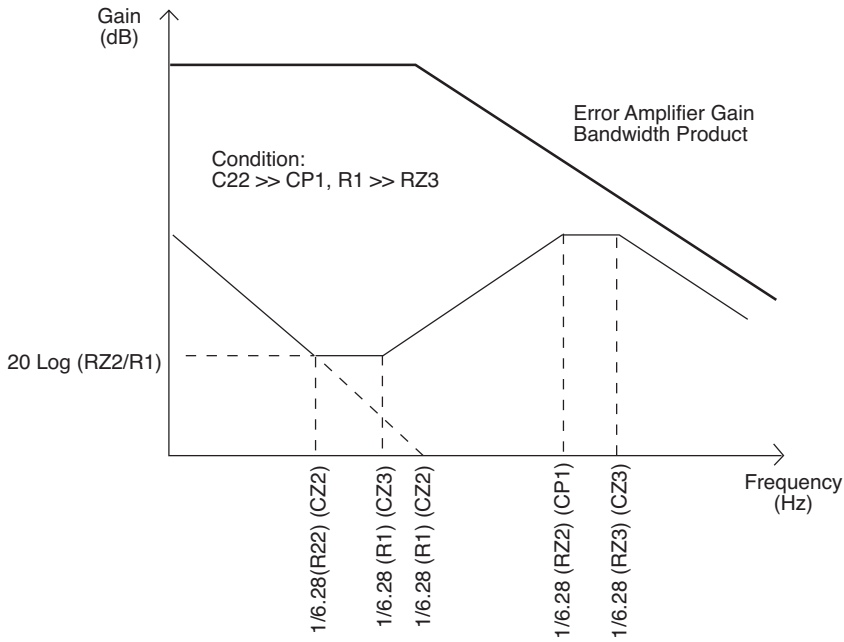 Gain
(dB)
Error Amplifier Gain
Bandwidth Product
Condition:
C22 >> CP1, R1 >> RZ3
20 Log (RZ2/R1)
Frequency
(Hz)
1/6.28(R22) (CZ2)
1/6.28 (R1) (CZ3)
1/6.28 (R1) (CZ2)
1/6.28 (RZ2) (CP1)
1/6.28 (RZ3) (CZ3)